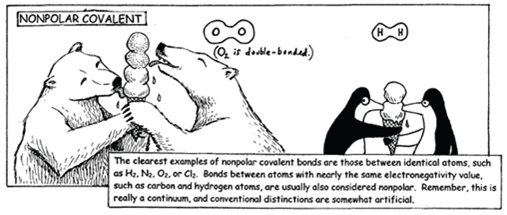 NONPOLAR COVALENT
O O
(O₂ is double-bonded.)
H H
The clearest examples of nonpolar covalent bonds are those between identical atoms, such
as H₂, N₂, O₂, or Cl₂. Bonds between atoms with nearly the same electronegativity value,
such as carbon and hydrogen atoms, are usually also considered nonpolar. Remember, this is
really a continuum, and conventional distinctions are somewhat artificial.